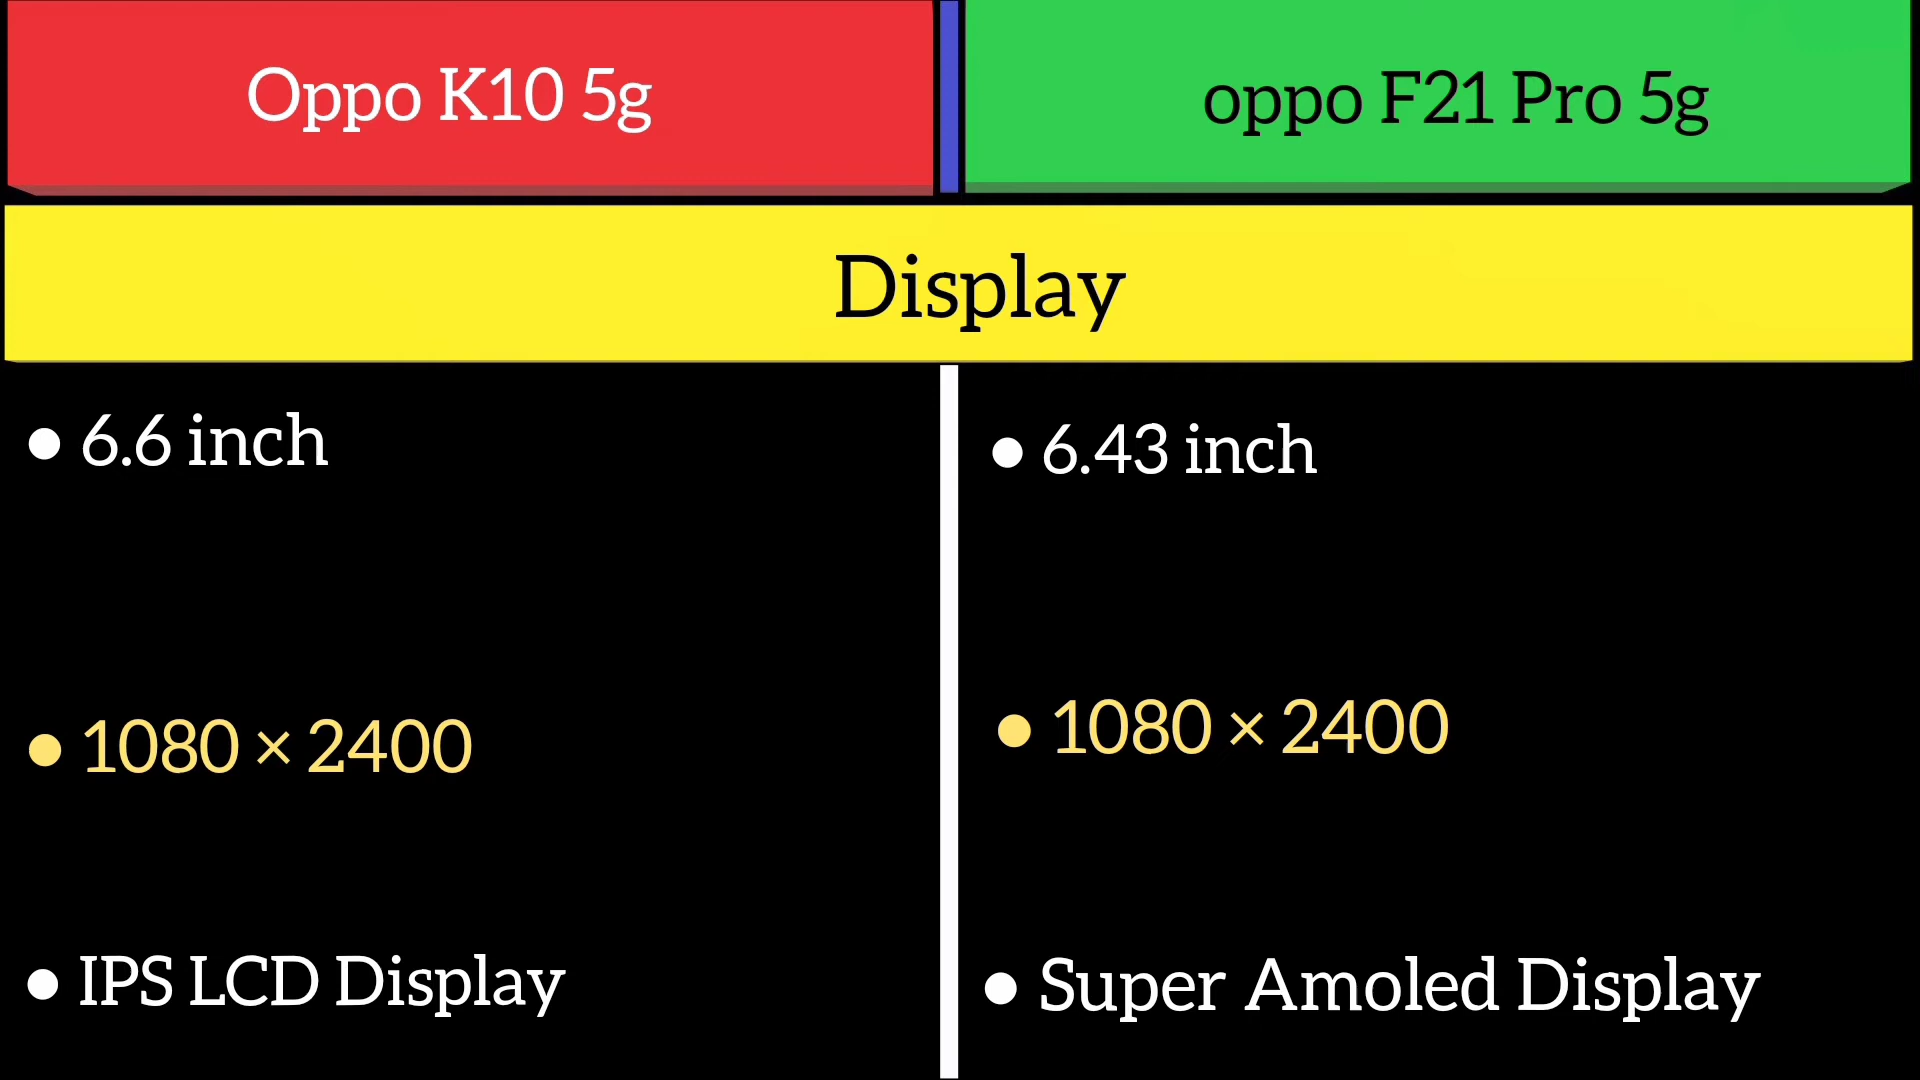 Oppo K10 5g
oppo F21 Pro 5g
Display
● 6.6 inch
● 6.43 inch
● 1080 × 2400
● 1080 × 2400
● IPS LCD Display
● Super Amoled Display